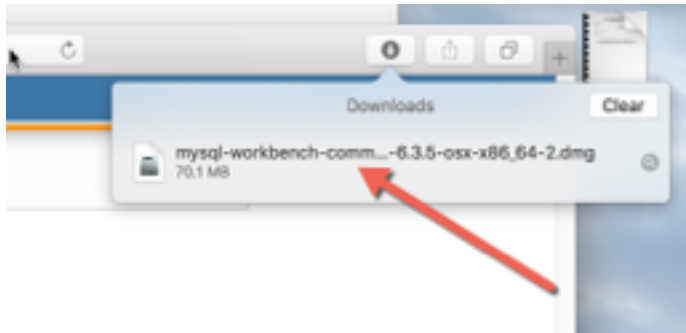 Downloads
Clear
mysql-workbench-comm...-6.3.5-osx-x86_64-2.dmg
70.1 MB